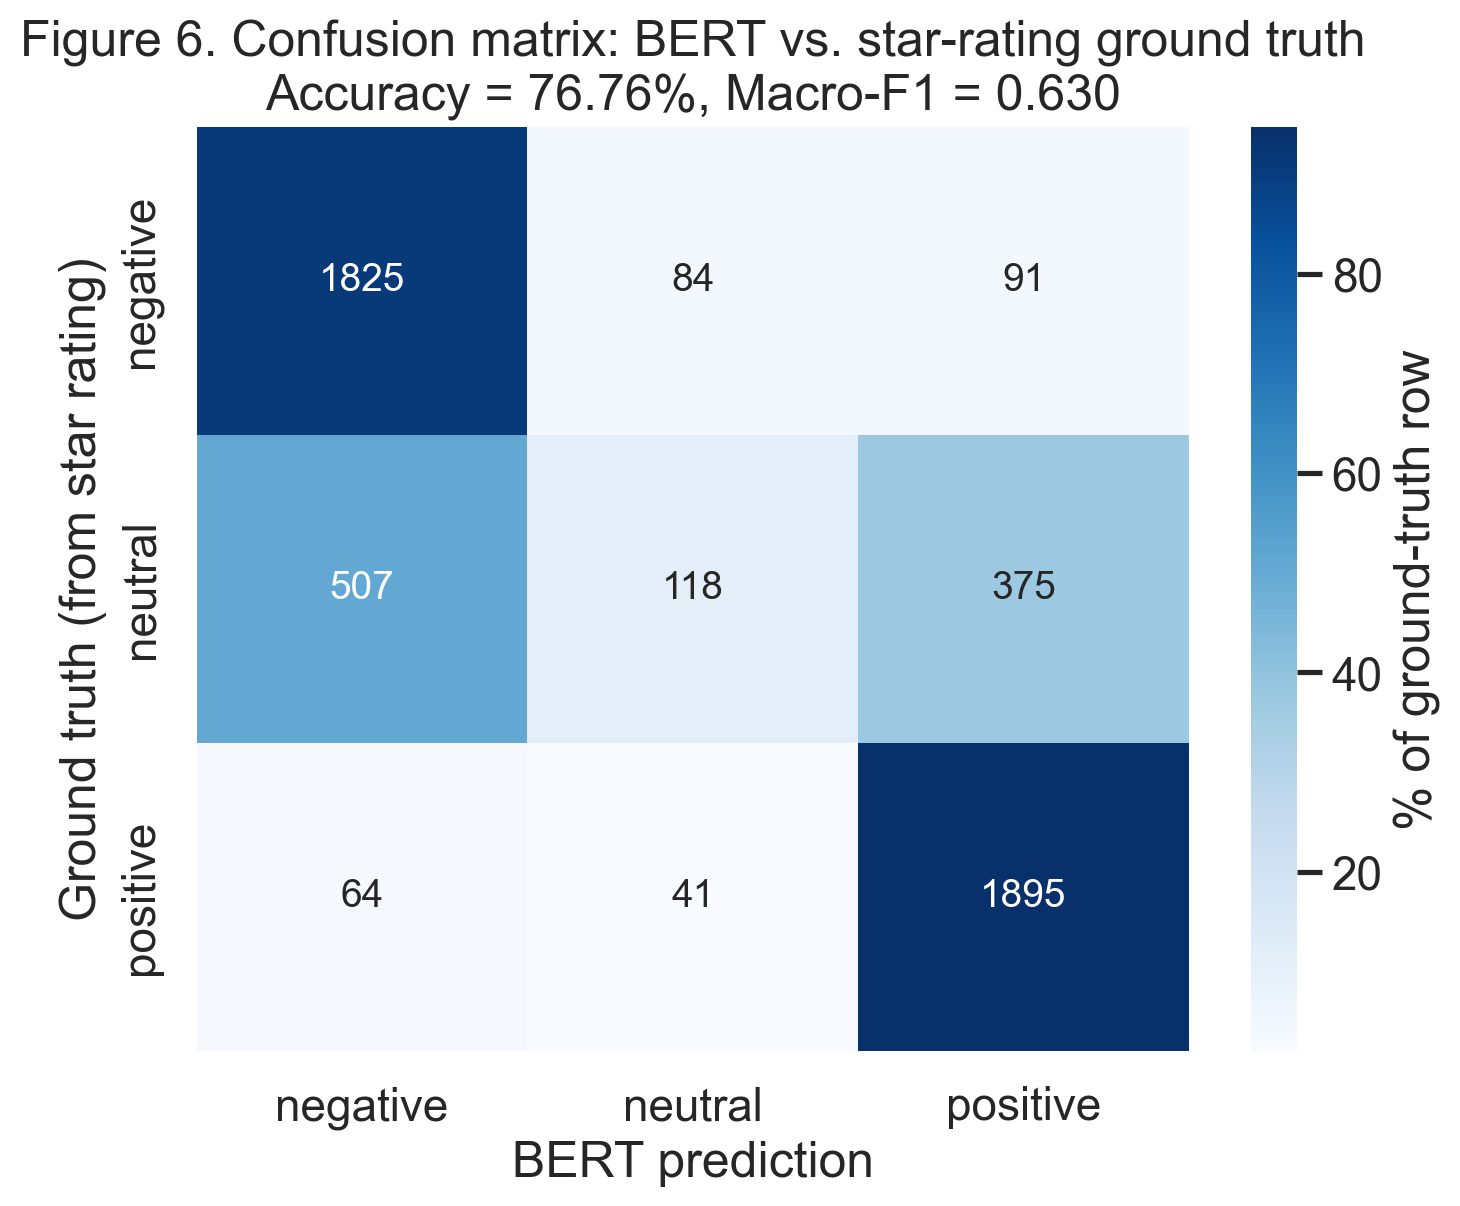 Figure 6. Confusion matrix: BERT vs. star-rating ground truth
Accuracy = 76.76%, Macro-F1 = 0.630
Ground truth (from star rating)
negative
1825
84
91
neutral
507
118
375
positive
64
41
1895
negative
neutral
positive
BERT prediction
80
60
40
20
% of ground-truth row